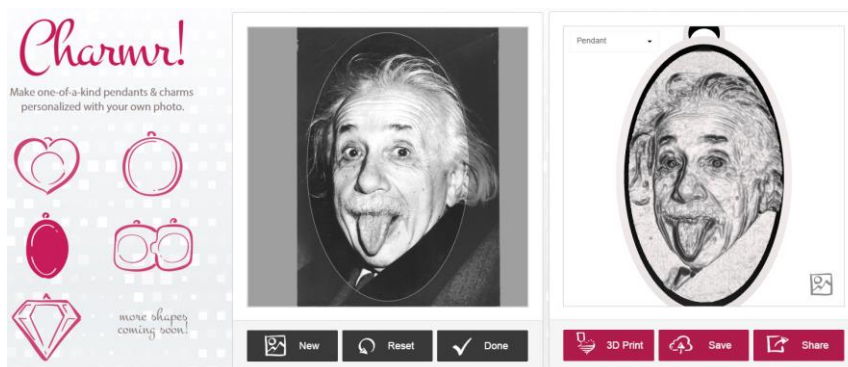 Charmr!
Make one-of-a-kind pendants & charms
personalized with your own photo.
more shapes
coming soon!
New
Reset
Done
Pendant
3D Print
Save
Share